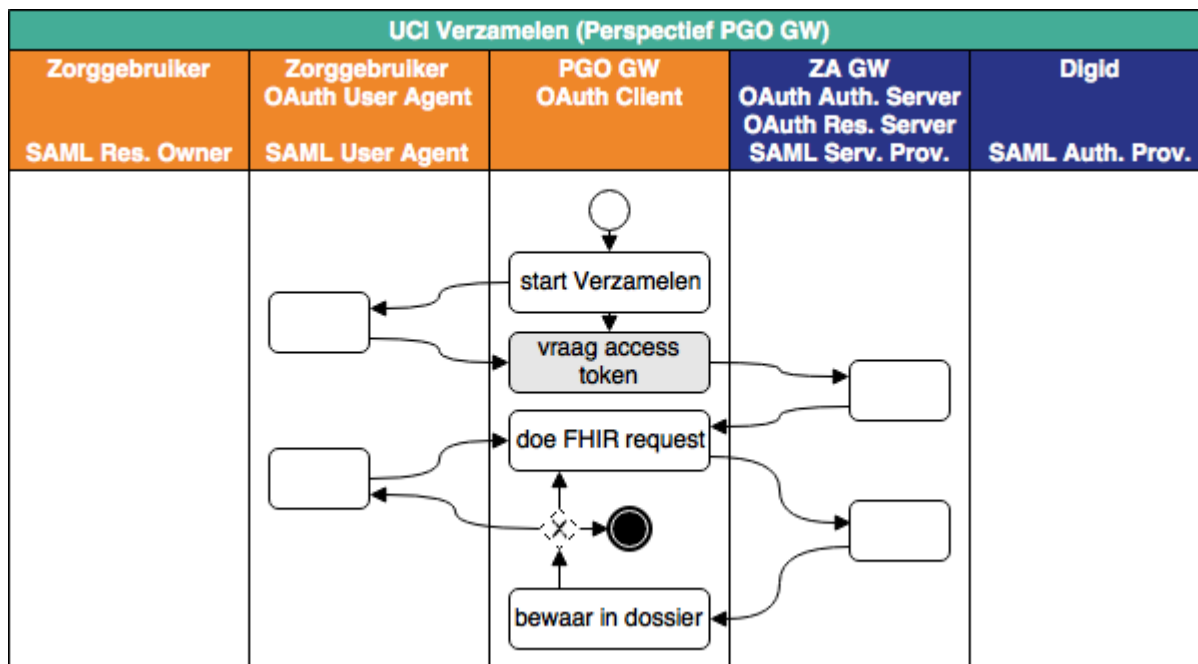 UCI Verzamelen (Perspectief PGO GW)
Zorggebruiker
SAML Res. Owner
Zorggebruiker
OAuth User Agent
SAML User Agent
PGO GW
OAuth Client
ZA GW
OAuth Auth. Server
OAuth Res. Server
SAML Serv. Prov.
Digid
SAML Auth. Prov.
start Verzamelen
vraag access
token
doe FHIR request
X
bewaar in dossier